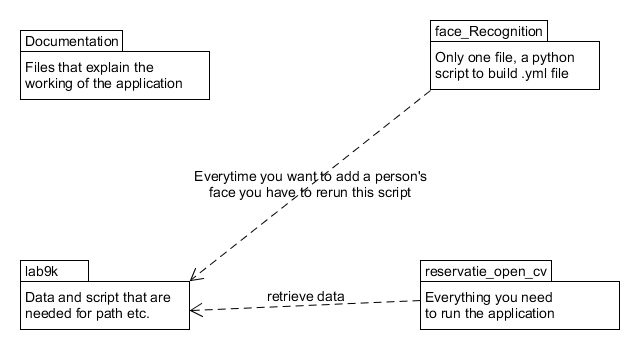 Documentation
Files that explain the
working of the application
face_Recognition
Only one file, a python
script to build .yml file
Everytime you want to add a person's
face you have to rerun this script
lab9k
Data and script that are
needed for path etc.
retrieve data
reservatie_open_cv
Everything you need
to run the application